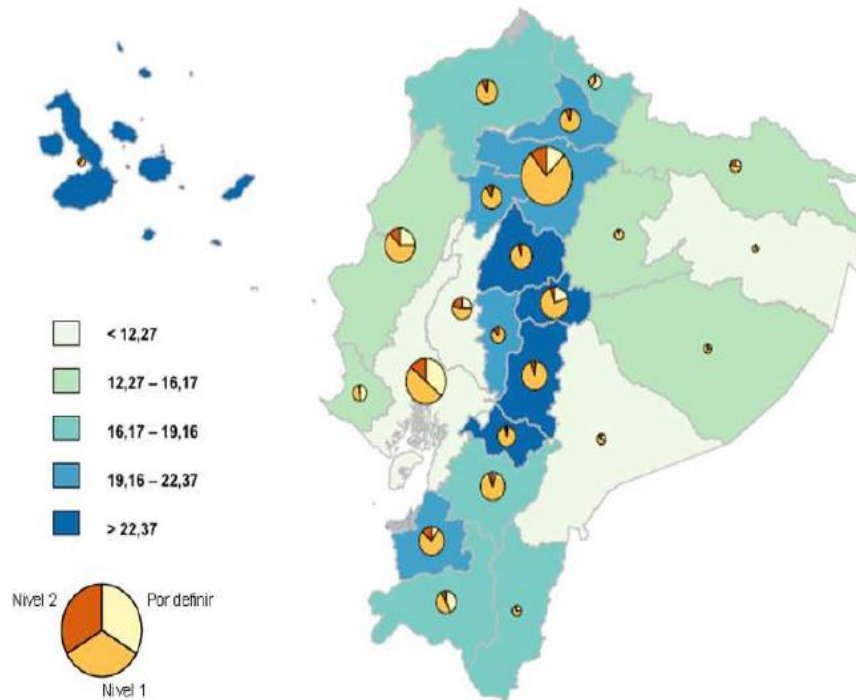 < 12,27
12,27 – 16,17
16,17 – 19,16
19,16 – 22,37
> 22,37
Nivel 2
Por definir
Nivel 1